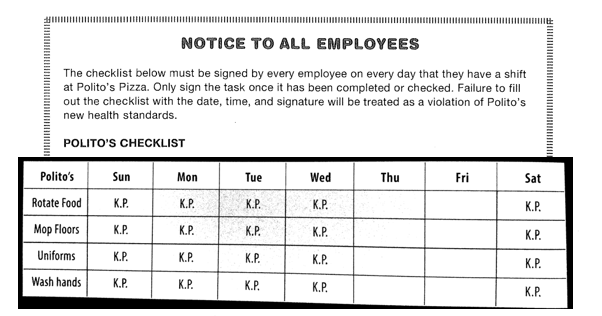 NOTICE TO ALL EMPLOYEES
The checklist below must be signed by every employee on every day that they have a shift
at Polito's Pizza. Only sign the task once it has been completed or checked. Failure to fill
out the checklist with the date, time, and signature will be treated as a violation of Polito's
new health standards.
POLITO'S CHECKLIST
Polito's Sun Mon Tue Wed Thu Fri Sat
Rotate Food K.P. K.P. K.P. K.P. K.P.
Mop Floors K.P. K.P. K.P. K.P. K.P.
Uniforms K.P. K.P. K.P. K.P. K.P.
Wash hands K.P. K.P. K.P. K.P. K.P.